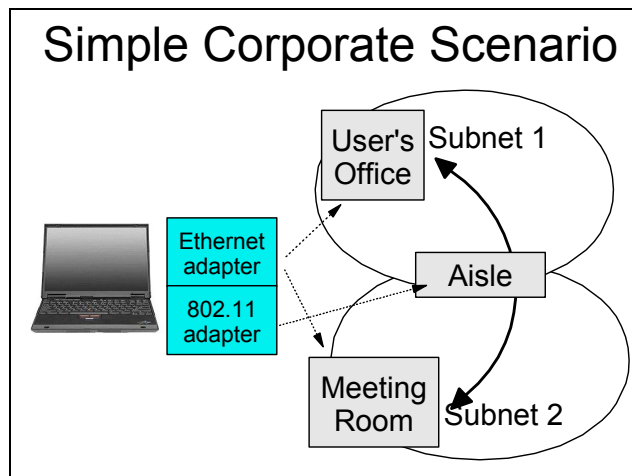 Simple Corporate Scenario
User's
Office
Subnet 1
Ethernet
adapter
802.11
adapter
Aisle
Meeting
Room
Subnet 2